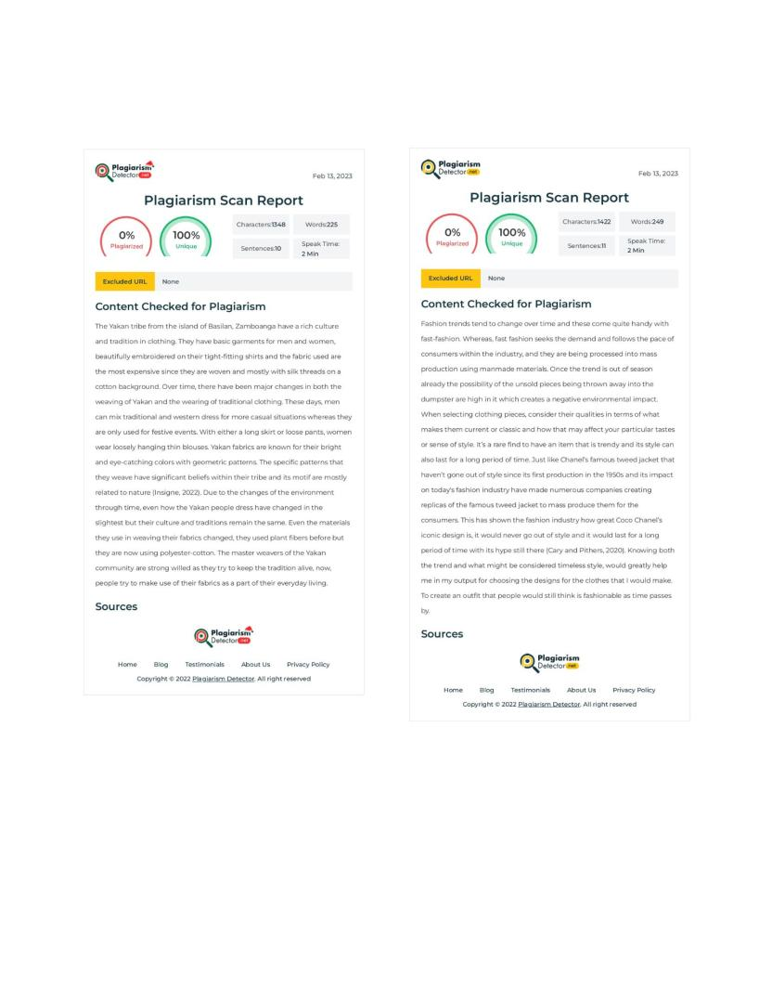 Plagiarism
Detector.net
Feb 13, 2023
Plagiarism Scan Report
0%
Plagiarized
100%
Unique
Characters:1348
Words:225
Sentences:10
Speak Time:
2 Min
Excluded URL
None
Content Checked for Plagiarism
The Yakan tribe from the island of Basilan, Zamboanga have a rich culture
and tradition in clothing. They have basic garments for men and women,
beautifully embroidered on their tight-fitting shirts and the fabric used are
the most expensive since they are woven and mostly with silk threads on a
cotton background. Over time, there have been major changes in both the
weaving of Yakan and the wearing of traditional clothing. These days, men
can mix traditional and western dress for more casual situations whereas they
are only used for festive events. With either a long skirt or loose pants, women
wear loosely hanging thin blouses. Yakan fabrics are known for their bright
and eye-catching colors with geometric patterns. The specific patterns that
they weave have significant beliefs within their tribe and its motif are mostly
related to nature (Insigne, 2022). Due to the changes of the environment
through time, even how the Yakan people dress have changed in the
slightest but their culture and traditions remain the same. Even the materials
they use in weaving their fabrics changed, they used plant fibers before but
they are now using polyester-cotton. The master weavers of the Yakan
community are strong willed as they try to keep the tradition alive, now,
people try to make use of their fabrics as a part of their everyday living.
Sources
Plagiarism
Detector.net
Home Blog Testimonials About Us Privacy Policy
Copyright © 2022 Plagiarism Detector. All right reserved
Plagiarism
Detector.net
Feb 13, 2023
Plagiarism Scan Report
0%
Plagiarized
100%
Unique
Characters:1422
Words:249
Sentences:11
Speak Time:
2 Min
Excluded URL
None
Content Checked for Plagiarism
Fashion trends tend to change over time and these come quite handy with
fast-fashion. Whereas, fast fashion seeks the demand and follows the pace of
consumers within the industry, and they are being processed into mass
production using manmade materials. Once the trend is out of season
already the possibility of the unsold pieces being thrown away into the
dumpster are high in it which creates a negative environmental impact.
When selecting clothing pieces, consider their qualities in terms of what
makes them current or classic and how that may affect your particular tastes
or sense of style. It's a rare find to have an item that is trendy and its style can
also last for a long period of time. Just like Chanel's famous tweed jacket that
haven't gone out of style since its first production in the 1950s and its impact
on today's fashion industry have made numerous companies creating
replicas of the famous tweed jacket to mass produce them for the
consumers. This has shown the fashion industry how great Coco Chanel's
iconic design is, it would never go out of style and it would last for a long
period of time with its hype still there (Cary and Pithers, 2020). Knowing both
the trend and what might be considered timeless style, would greatly help
me in my output for choosing the designs for the clothes that I would make.
To create an outfit that people would still think is fashionable as time passes
by.
Sources
Plagiarism
Detector.net
Home Blog Testimonials About Us Privacy Policy
Copyright © 2022 Plagiarism Detector. All right reserved